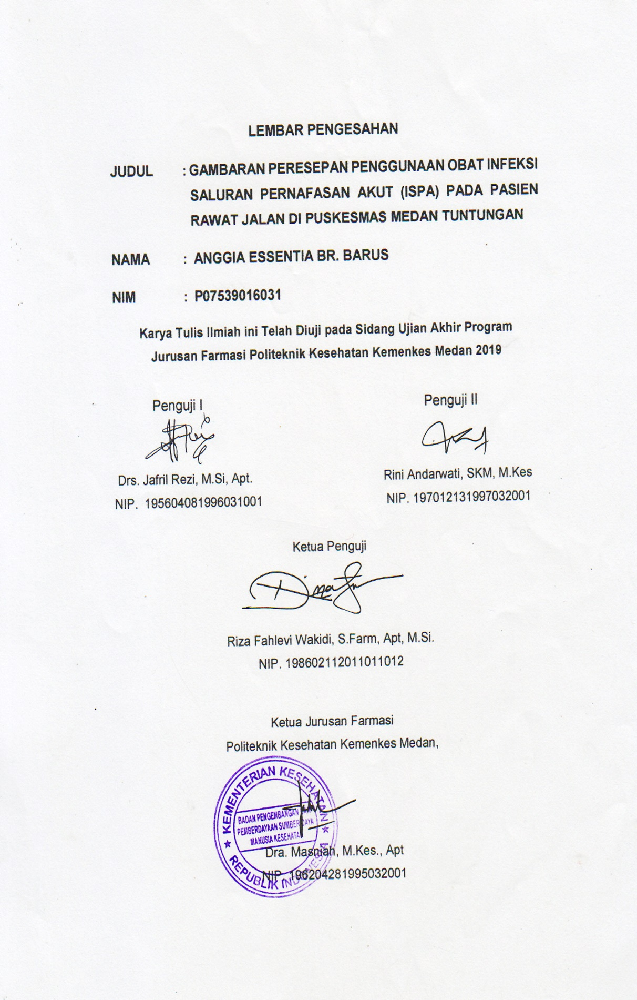 LEMBAR PENGESAHAN
JUDUL : GAMBARAN PERESEPAN PENGGUNAAN OBAT INFEKSI
SALURAN PERNAFASAN AKUT (ISPA) PADA PASIEN
RAWAT JALAN DI PUSKESMAS MEDAN TUNTUNGAN
NAMA : ANGGIA ESSENTIA BR. BARUS
NIM : P07539016031
Karya Tulis Ilmiah ini Telah Diuji pada Sidang Ujian Akhir Program
Jurusan Farmasi Politeknik Kesehatan Kemenkes Medan 2019
Penguji I
Penguji II
Drs. Jafril Rezi, M.Si, Apt.
NIP. 195604081996031001
Rini Andarwati, SKM, M.Kes
NIP. 197012131997032001
Ketua Penguji
Riza Fahlevi Wakidi, S.Farm, Apt, M.Si.
NIP. 198602112011011012
Ketua Jurusan Farmasi
Politeknik Kesehatan Kemenkes Medan,
KEMENTERIAN KESEHATAN
BADAN PENGEMBANGAN
PEMBERDAYAAN SUMBER DAYA
MANUSIA KESEHATA
REPUBLIK INDONESIA
Dra. Masniah, M.Kes., Apt
NIP. 196204281995032001